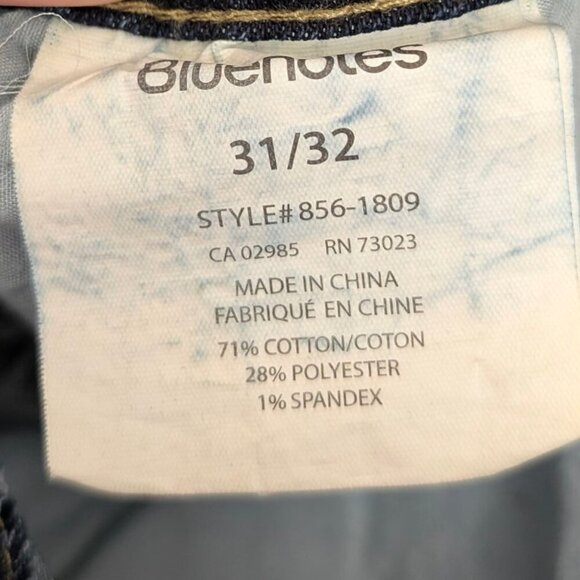 Bluenotes
31/32
STYLE# 856-1809
CA 02985 RN 73023
MADE IN CHINA
FABRIQUÉ EN CHINE
71% COTTON/COTON
28% POLYESTER
1% SPANDEX